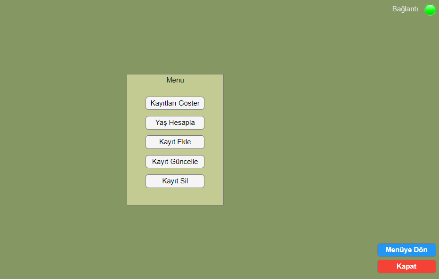 Bağlantı
Menu
Kayıtları Göster
Yaş Hesapla
Kayıt Ekle
Kayıt Güncelle
Kayıt Sil
Menüye Dön
Kapat